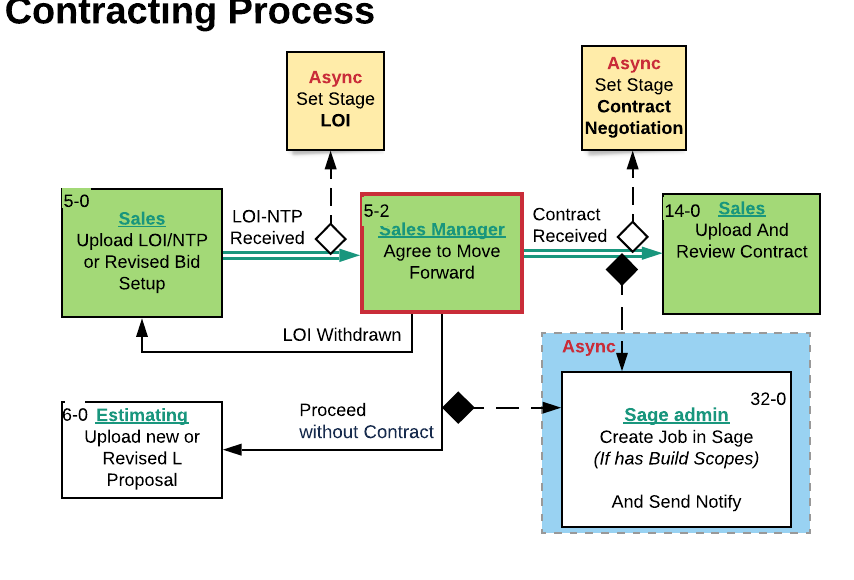 Contracting Process
Async
Set Stage
LOI
Async
Set Stage
Contract
Negotiation
5-0
Sales
Upload LOI/NTP
or Revised Bid
Setup
LOI-NTP
Received
5-2
Sales Manager
Agree to Move
Forward
Contract
Received
14-0
Sales
Upload And
Review Contract
LOI Withdrawn
6-0
Estimating
Upload new or
Revised L
Proposal
Proceed
without Contract
Async
32-0
Sage admin
Create Job in Sage
(If has Build Scopes)
And Send Notify